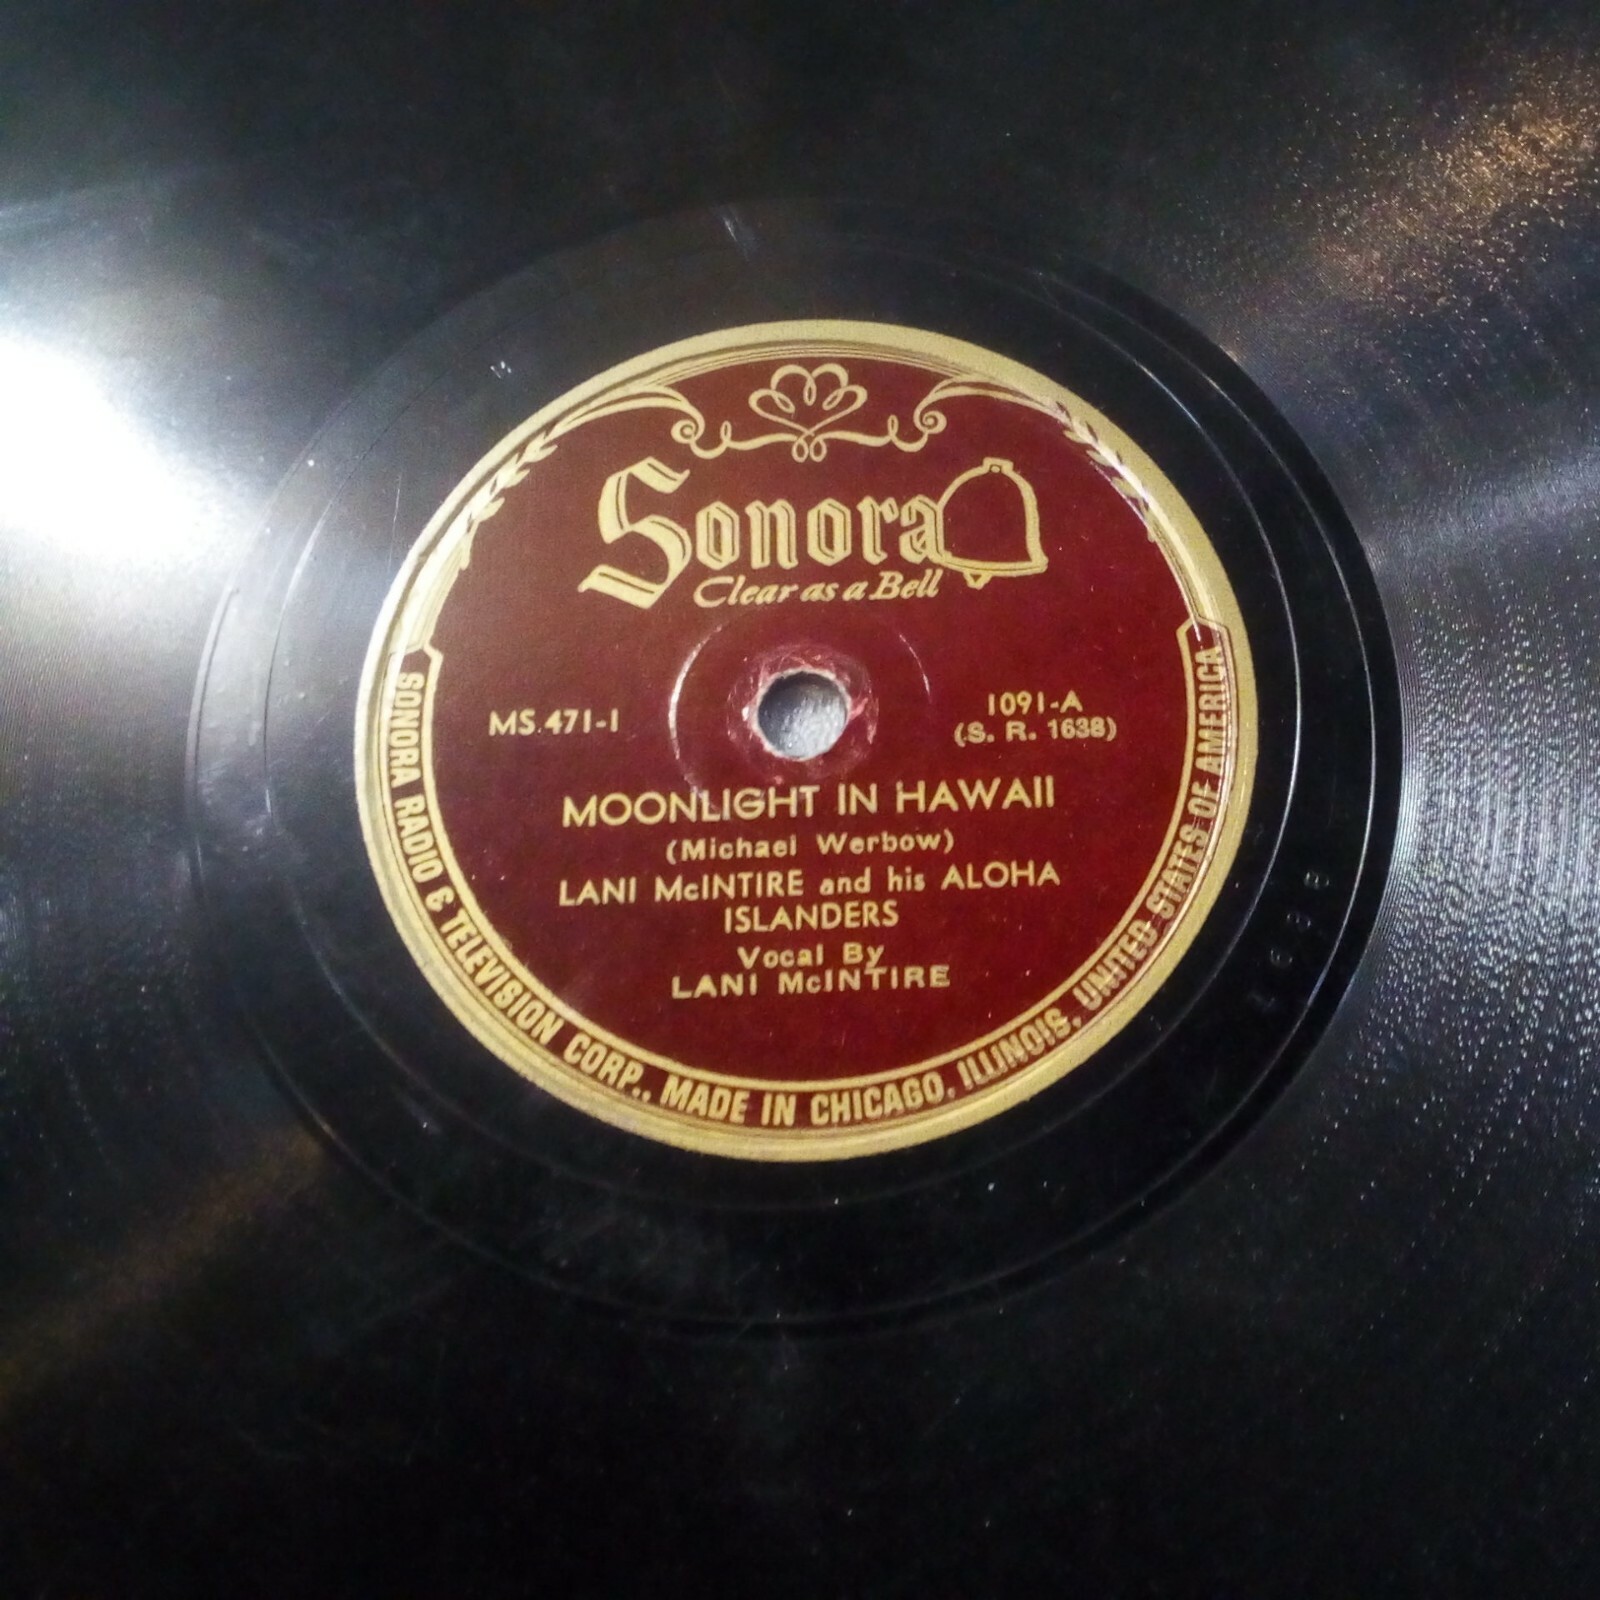 Sonora
Clear as a Bell
MS.471-1
1091-A
(S. R. 1638)
MOONLIGHT IN HAWAII
(Michael Werbow)
LANI McINTIRE and his ALOHA
ISLANDERS
Vocal By
LANI McINTIRE
SONORA RADIO & TELEVISION CORP., MADE IN CHICAGO, ILLINOIS, UNITED STATES OF AMERICA
1638